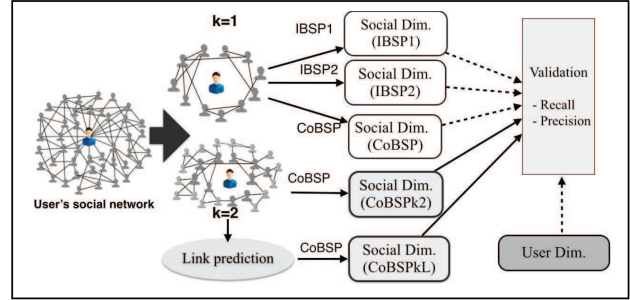 k=1
IBSP1
Social Dim.
(IBSP1)
IBSP2
Social Dim.
(IBSP2)
CoBSP
Social Dim.
(CoBSP)
Validation
- Recall
- Precision
User's social network
CoBSP
Social Dim.
(CoBSPk2)
k=2
Link prediction
CoBSP
Social Dim.
(CoBSPkL)
User Dim.